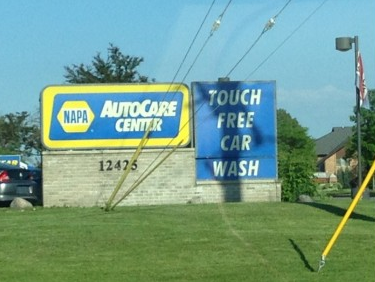 NAPA
AUTOCARE
CENTER
TOUCH
FREE
CAR
WASH
12425